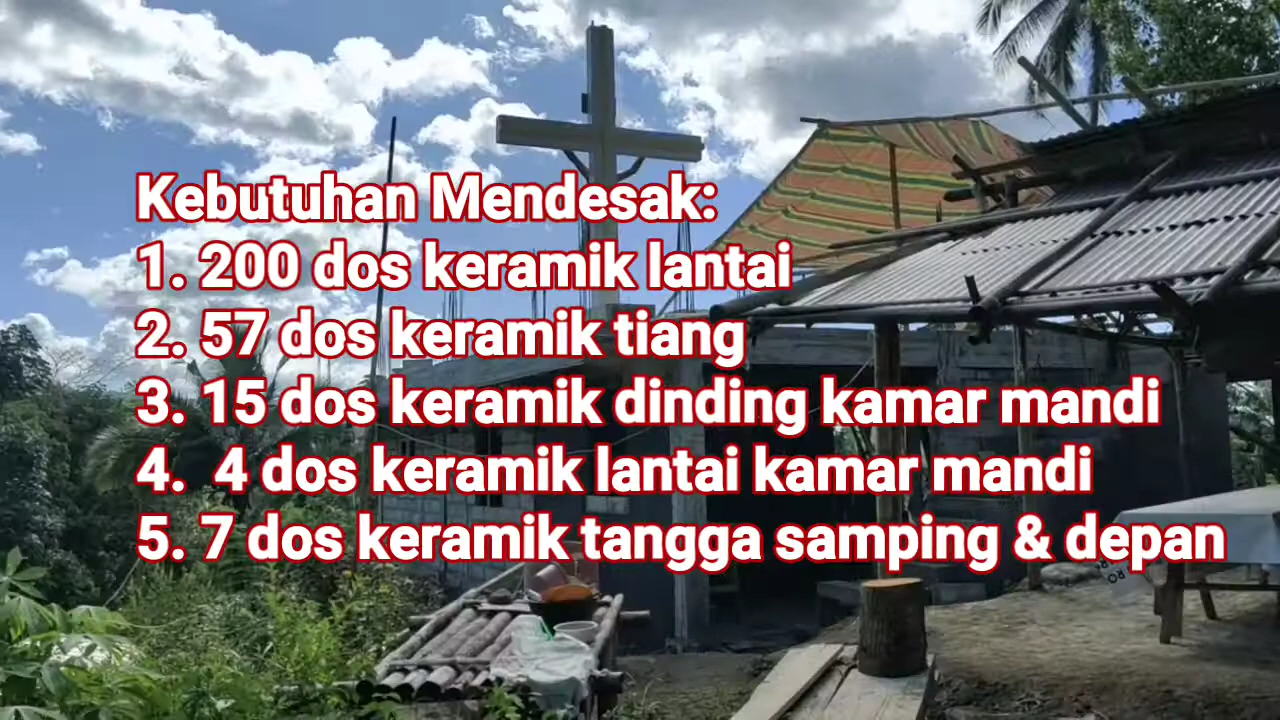 Kebutuhan Mendesak:
1. 200 dos keramik lantai
2. 57 dos keramik tiang
3. 15 dos keramik dinding kamar mandi
4. 4 dos keramik lantai kamar mandi
5. 7 dos keramik tangga samping & depan